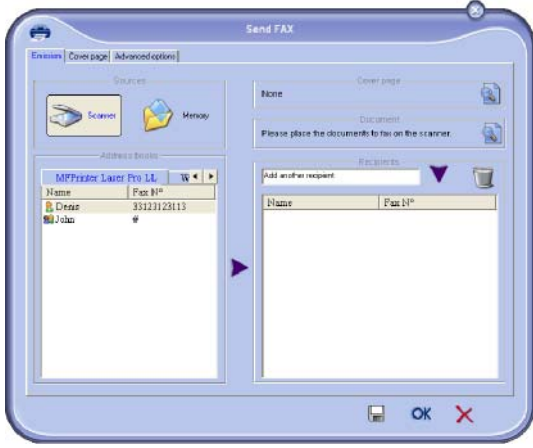 Send FAX
Emission Cover page Advanced options
Sources
Scanner
Memory
Cover page
None
Document
Please place the documents to fax on the scanner.
Address Books
MFPrinter Laser Pro LL W
Name Fax Nº
Denis 33123123113
John #
Recipients
Add another recipient
Name Fax Nº
OK